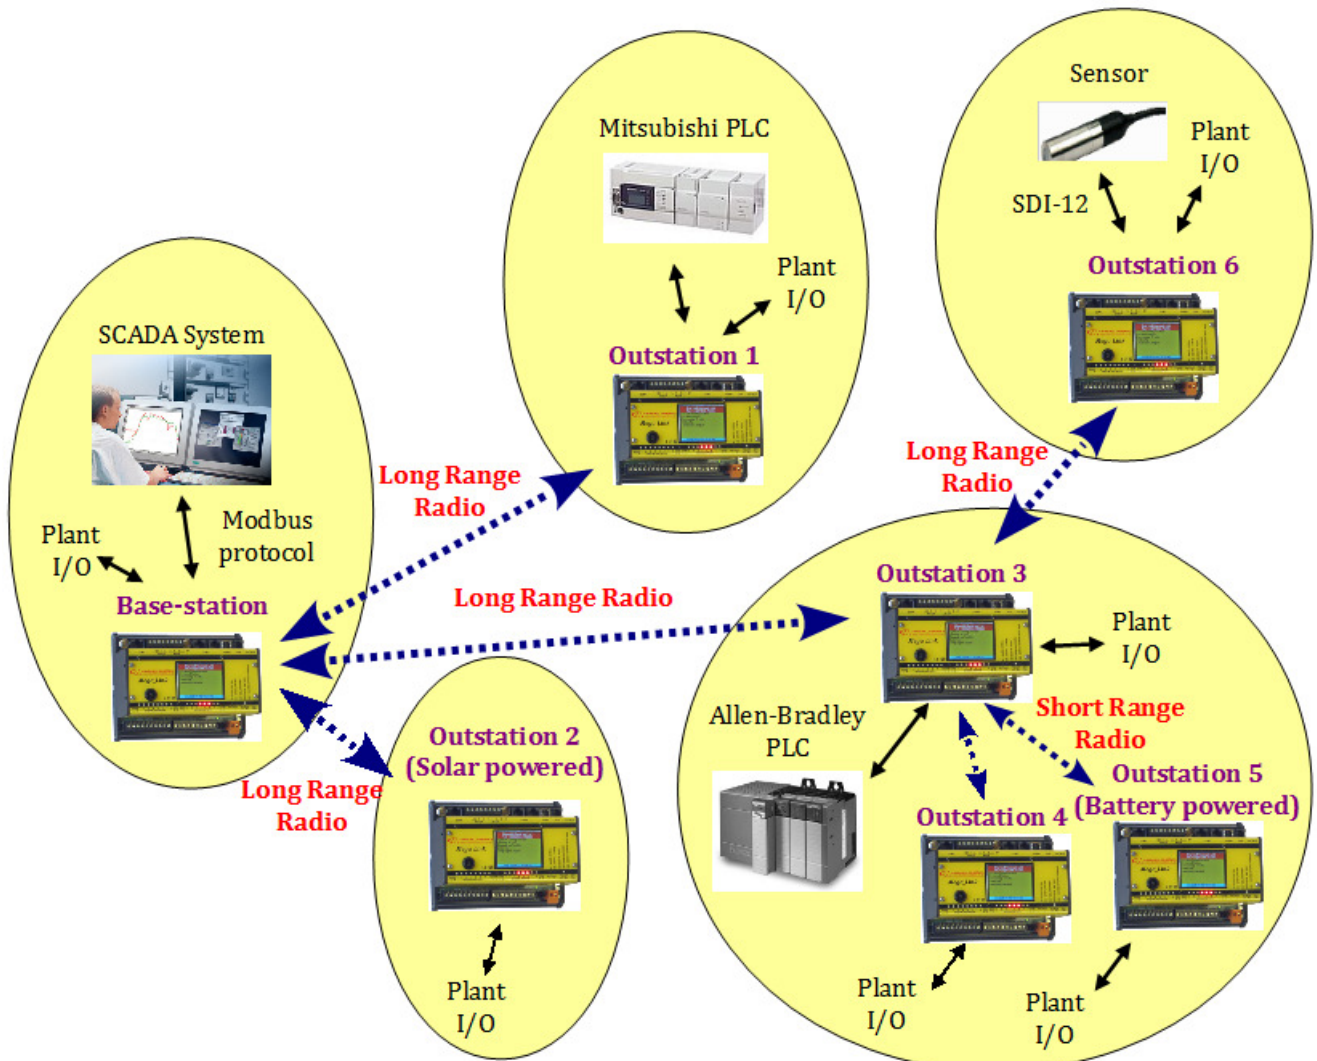 Sensor
Plant
I/O
SDI-12
Outstation 6
Mitsubishi PLC
Plant
I/O
Outstation 1
SCADA System
Plant
I/O
Modbus
protocol
Base-station
Long Range
Radio
Long Range
Radio
Long Range Radio
Long Range
Radio
Outstation 2
(Solar powered)
Plant
I/O
Outstation 3
Plant
I/O
Allen-Bradley
PLC
Short Range
Radio
Outstation 4
Outstation 5
(Battery powered)
Plant
I/O
Plant
I/O